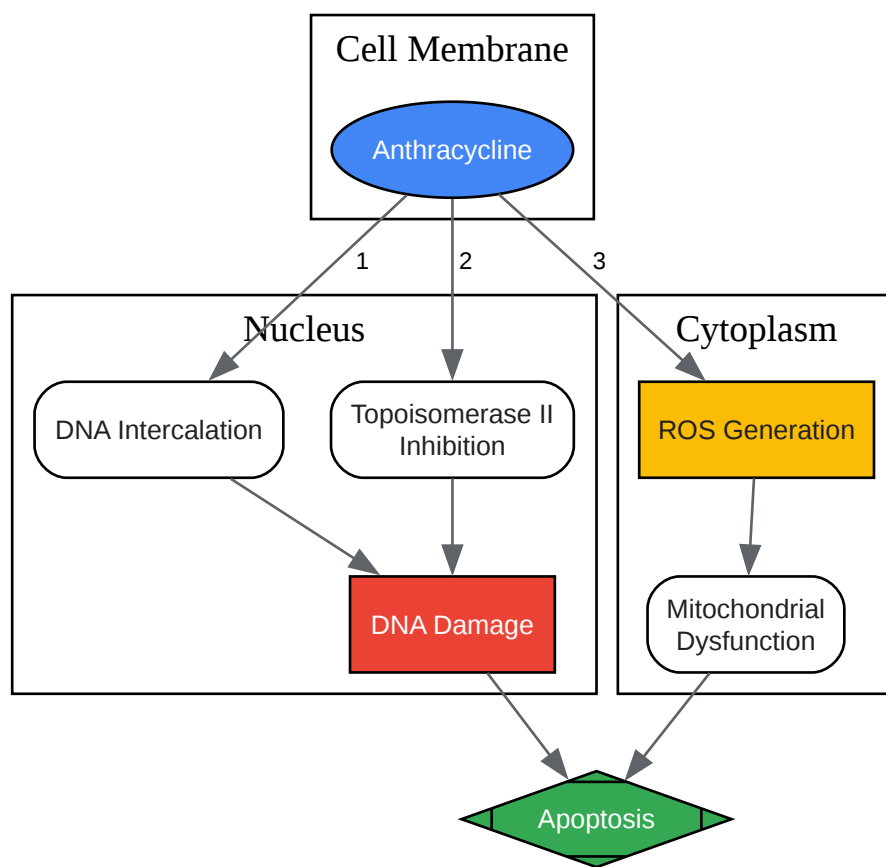 Cell Membrane
Anthracycline
1
2
3
Nucleus
Cytoplasm
DNA Intercalation
Topoisomerase II
Inhibition
ROS Generation
DNA Damage
Mitochondrial
Dysfunction
Apoptosis